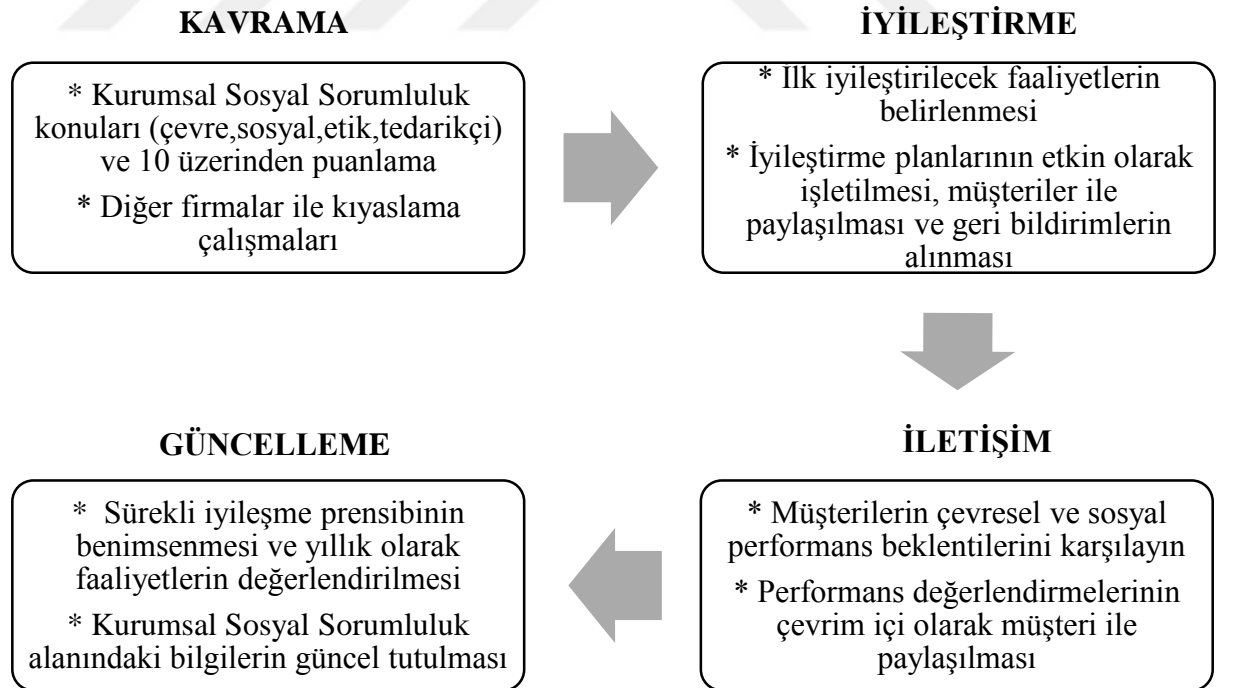 KAVRAMA
* Kurumsal Sosyal Sorumluluk
konuları (çevre,sosyal,etik,tedarikçi)
ve 10 üzerinden puanlama
* Diğer firmalar ile kıyaslama
çalışmaları
İYİLEŞTİRME
* İlk iyileştirilecek faaliyetlerin
belirlenmesi
* İyileştirme planlarının etkin olarak
işletilmesi, müşteriler ile
paylaşılması ve geri bildirimlerin
alınması
İLETİŞİM
* Müşterilerin çevresel ve sosyal
performans beklentilerini karşılayın
* Performans değerlendirmelerinin
çevrim içi olarak müşteri ile
paylaşılması
GÜNCELLEME
* Sürekli iyileşme prensibinin
benimsenmesi ve yıllık olarak
faaliyetlerin değerlendirilmesi
* Kurumsal Sosyal Sorumluluk
alanındaki bilgilerin güncel tutulması